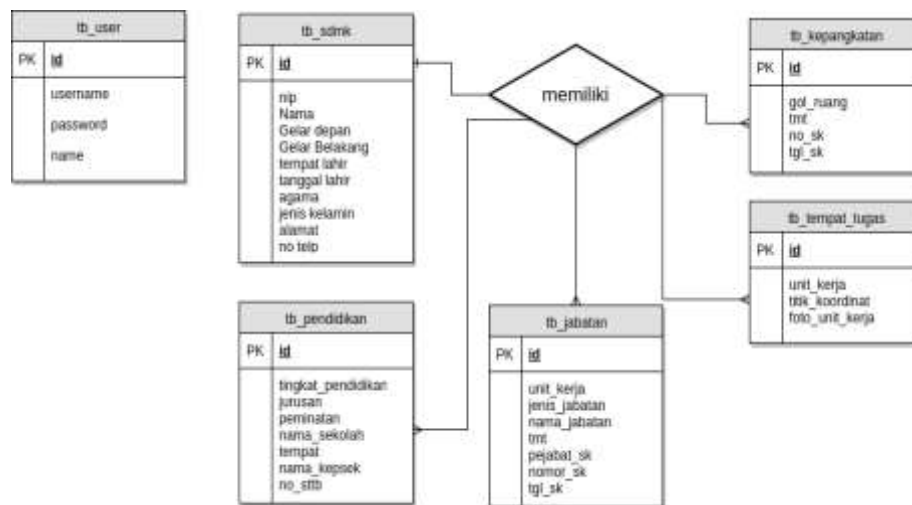 tb_user
PK id
username
password
name
tb_sdmk
PK id
nip
Nama
Gelar depan
Gelar Belakang
tempat lahir
tanggal lahir
agama
jenis kelamin
alamat
no telp
memiliki
tb_kepangkatan
PK id
gol_ruang
tmt
no_sk
tgl_sk
tb_tempat_tugas
PK id
unit_kerja
titik_koordinat
foto_unit_kerja
tb_pendidikan
PK id
tingkat_pendidikan
jurusan
peminatan
nama_sekolah
tempat
nama_kepsek
no_sttb
tb_jabatan
PK id
unit_kerja
jenis_jabatan
nama_jabatan
tmt
pejabat_sk
nomor_sk
tgl_sk